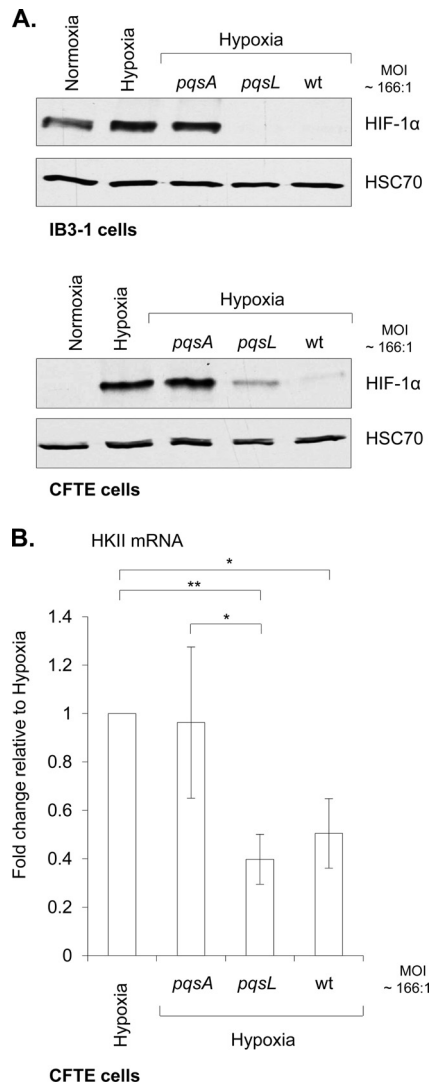 A.
Normoxia
Hypoxia
Hypoxia
pqsA pqsL wt
MOI
~ 166:1
HIF-1α
HSC70
IB3-1 cells
Normoxia
Hypoxia
Hypoxia
pqsA pqsL wt
MOI
~ 166:1
HIF-1α
HSC70
CFTE cells
B.
HKII mRNA
*
**
*
Fold change relative to Hypoxia
1.4
1.2
1
0.8
0.6
0.4
0.2
0
Hypoxia
pqsA pqsL wt
MOI
~ 166:1
Hypoxia
CFTE cells